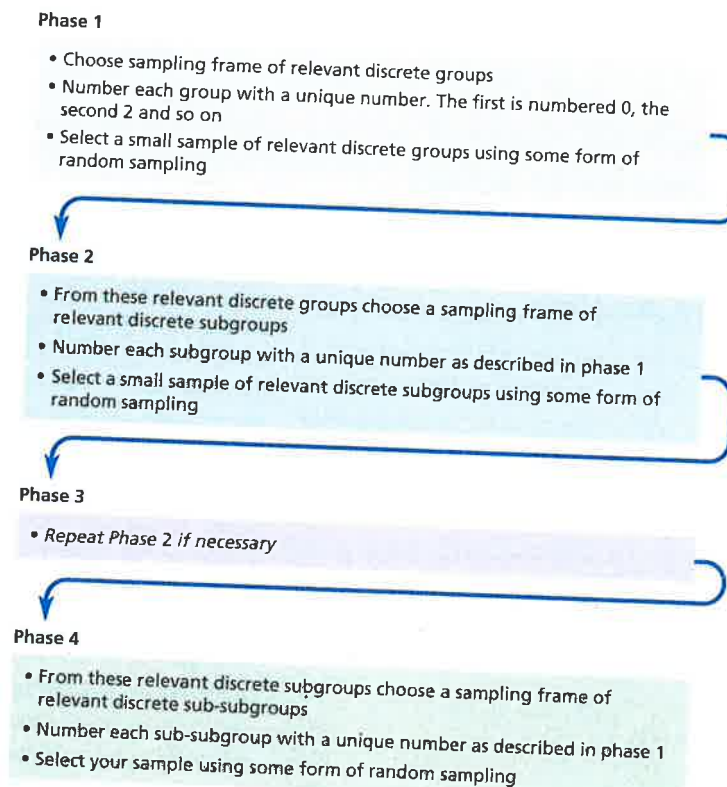 Phase 1
• Choose sampling frame of relevant discrete groups
• Number each group with a unique number. The first is numbered 0, the
second 2 and so on
• Select a small sample of relevant discrete groups using some form of
random sampling
Phase 2
• From these relevant discrete groups choose a sampling frame of
relevant discrete subgroups
• Number each subgroup with a unique number as described in phase 1
• Select a small sample of relevant discrete subgroups using some form of
random sampling
Phase 3
• Repeat Phase 2 if necessary
Phase 4
• From these relevant discrete subgroups choose a sampling frame of
relevant discrete sub-subgroups
• Number each sub-subgroup with a unique number as described in phase 1
• Select your sample using some form of random sampling